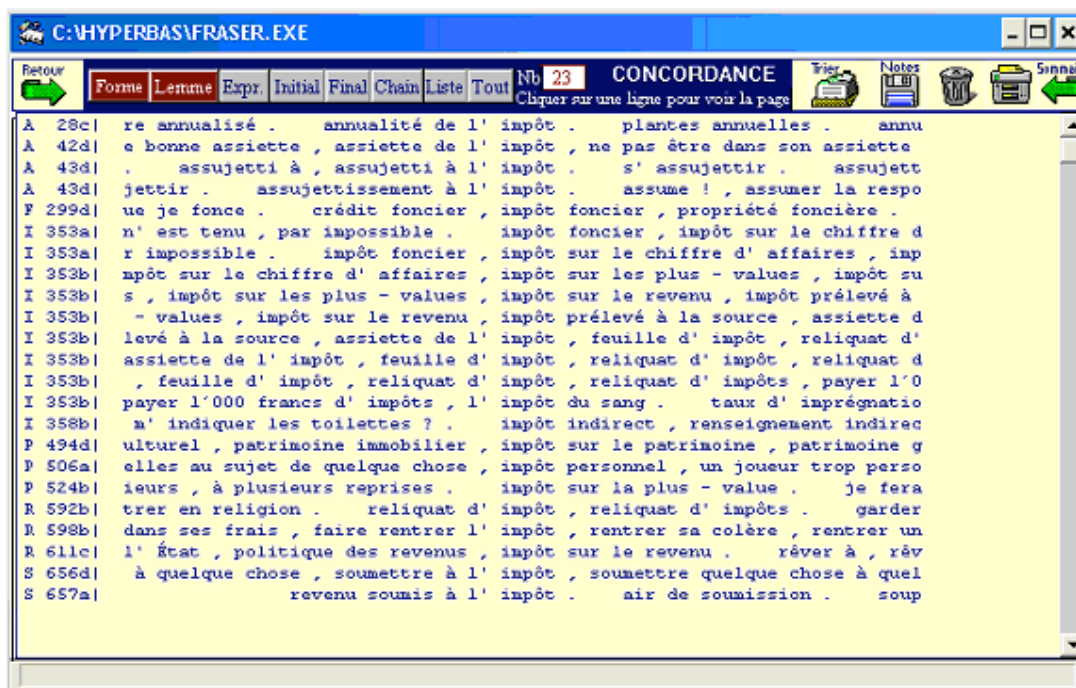 C:\HYPERBAS\FRASER.EXE
Retour Forme Lemme Expr. Initial Final Chain Liste Tout Nb 23 CONCORDANCE Trier Notes
Cliquer sur une ligne pour voir la page
A 28c| re annualisé . annualité de l' impôt . plantes annuelles . annu
A 42d| e bonne assiette , assiette de l' impôt , ne pas être dans son assiette
A 43d| . assujetti à , assujetti à l' impôt . s' assujettir . assujett
A 43d| jettir . assujettissement à l' impôt . assume ! , assumer la respo
F 299d| ue je fonce . crédit foncier , impôt foncier , propriété foncière .
I 353a| n' est tenu , par impossible . impôt foncier , impôt sur le chiffre d
I 353a| r impossible . impôt foncier , impôt sur le chiffre d' affaires , imp
I 353b| mpôt sur le chiffre d' affaires , impôt sur les plus - values , impôt su
I 353b| s , impôt sur les plus - values , impôt sur le revenu , impôt prélevé à
I 353b| - values , impôt sur le revenu , impôt prélevé à la source , assiette d
I 353b| levé à la source , assiette de l' impôt , feuille d' impôt , reliquat d'
I 353b| assiette de l' impôt , feuille d' impôt , reliquat d' impôt , reliquat d
I 353b| , feuille d' impôt , reliquat d' impôt , reliquat d' impôts , payer l´0
I 353b| payer l´000 francs d' impôts , l' impôt du sang . taux d' imprégnatio
I 358b| m' indiquer les toilettes ? . impôt indirect , renseignement indirec
P 494d| ulturel , patrimoine immobilier , impôt sur le patrimoine , patrimoine g
P 506a| elles au sujet de quelque chose , impôt personnel , un joueur trop perso
P 524b| ieurs , à plusieurs reprises . impôt sur la plus - value . je fera
R 592b| trer en religion . reliquat d' impôt , reliquat d' impôts . garder
R 598b| dans ses frais , faire rentrer l' impôt , rentrer sa colère , rentrer un
R 611c| l' État , politique des revenus , impôt sur le revenu . rêver à , rêv
S 656d| à quelque chose , soumettre à l' impôt , soumettre quelque chose à quel
S 657a| revenu soumis à l' impôt . air de soumission . soup